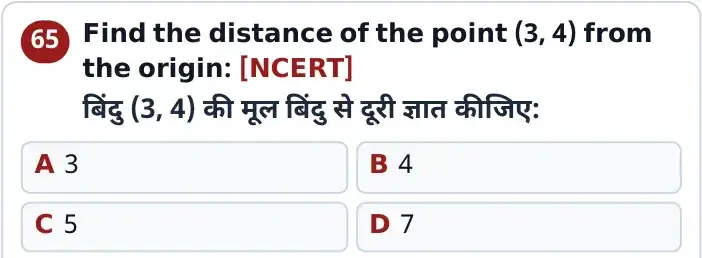 65 Find the distance of the point (3, 4) from
the origin: [NCERT]
बिंदु (3, 4) की मूल बिंदु से दूरी ज्ञात कीजिए:
A 3
B 4
C 5
D 7